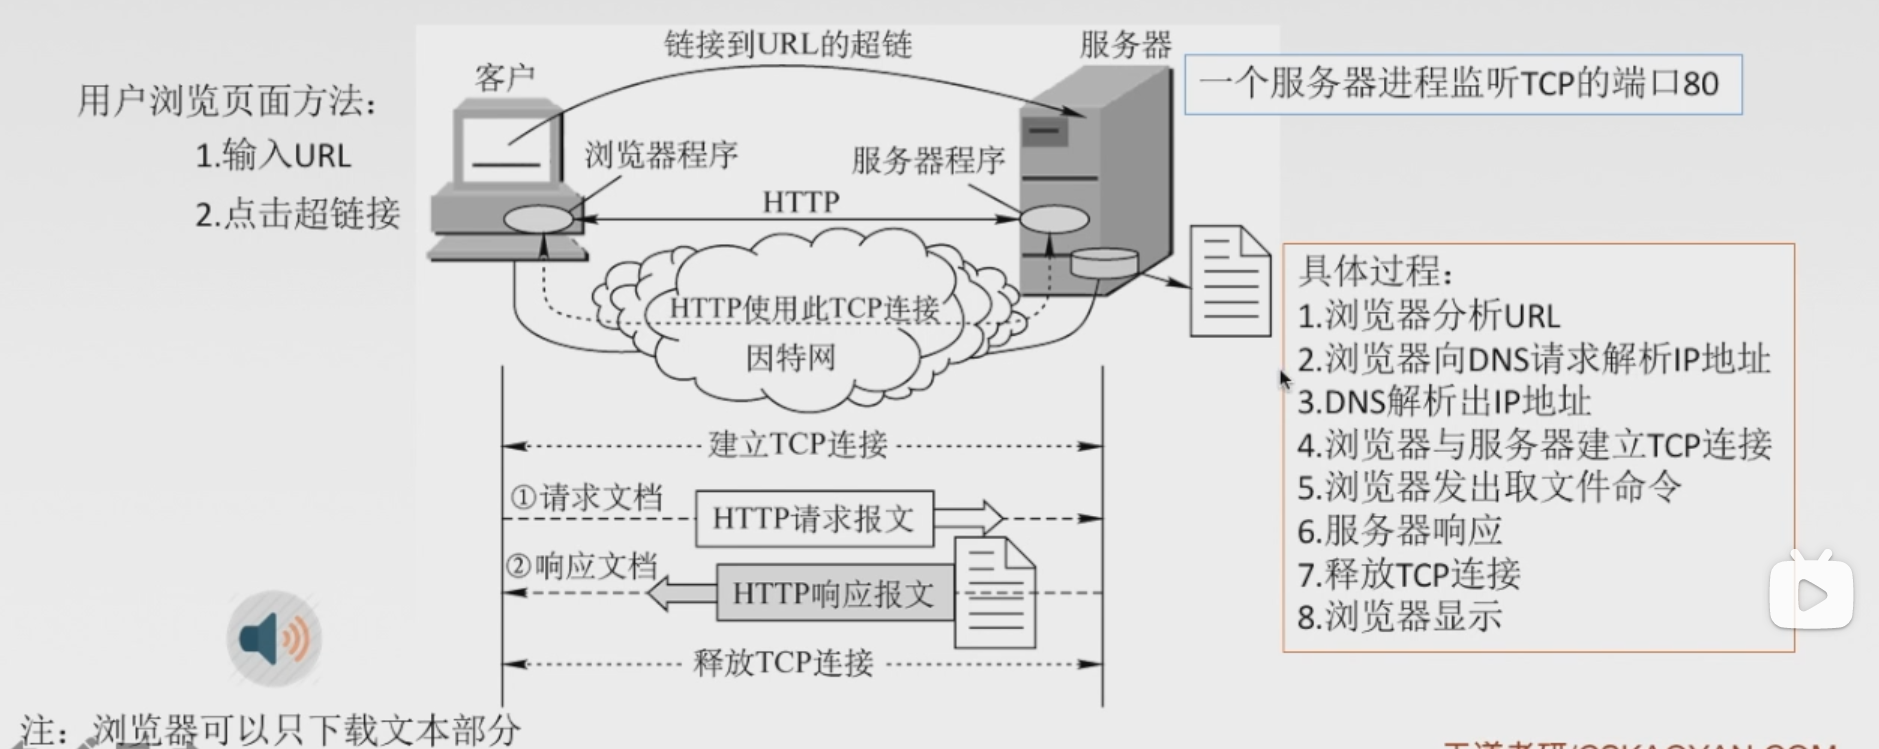 用户浏览页面方法：
1.输入URL
2.点击超链接
链接到URL的超链
客户
服务器
一个服务器进程监听TCP的端口80
浏览器程序
服务器程序
HTTP
HTTP使用此TCP连接
因特网
建立TCP连接
①请求文档
HTTP请求报文
②响应文档
HTTP响应报文
释放TCP连接
具体过程：
1.浏览器分析URL
2.浏览器向DNS请求解析IP地址
3.DNS解析出IP地址
4.浏览器与服务器建立TCP连接
5.浏览器发出取文件命令
6.服务器响应
7.释放TCP连接
8.浏览器显示
注：浏览器可以只下载文本部分